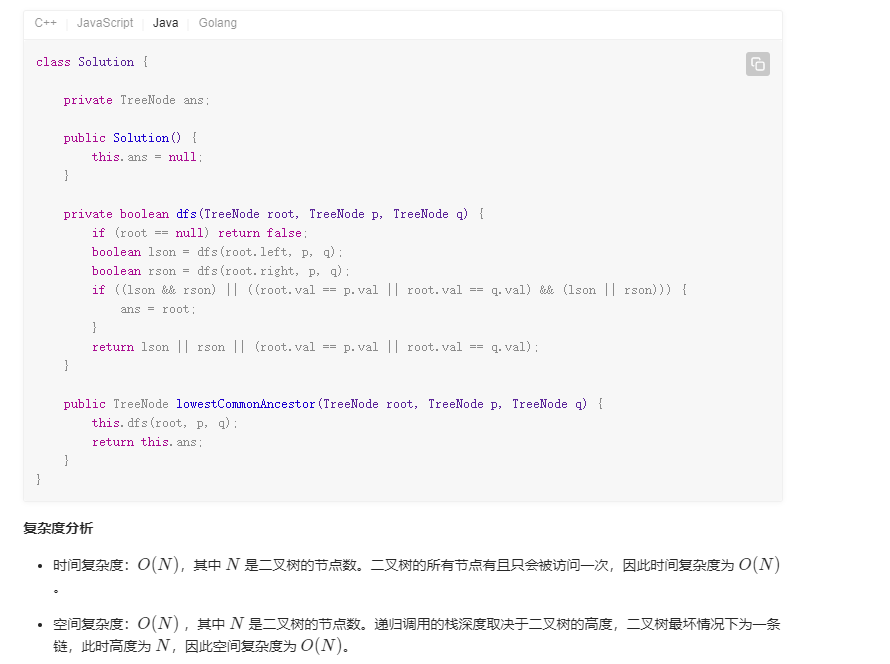 C++ JavaScript Java Golang
class Solution {
private TreeNode ans;
public Solution() {
this.ans = null;
}
private boolean dfs(TreeNode root, TreeNode p, TreeNode q) {
if (root == null) return false;
boolean lson = dfs(root.left, p, q);
boolean rson = dfs(root.right, p, q);
if ((lson && rson) || ((root.val == p.val || root.val == q.val) && (lson || rson))) {
ans = root;
}
return lson || rson || (root.val == p.val || root.val == q.val);
}
public TreeNode lowestCommonAncestor(TreeNode root, TreeNode p, TreeNode q) {
this.dfs(root, p, q);
return this.ans;
}
}
复杂度分析
• 时间复杂度：O(N)，其中 N 是二叉树的节点数。二叉树的所有节点有且只会被访问一次，因此时间复杂度为 O(N)
。
• 空间复杂度：O(N) ，其中 N 是二叉树的节点数。递归调用的栈深度取决于二叉树的高度，二叉树最坏情况下为一条
链，此时高度为 N，因此空间复杂度为 O(N)。